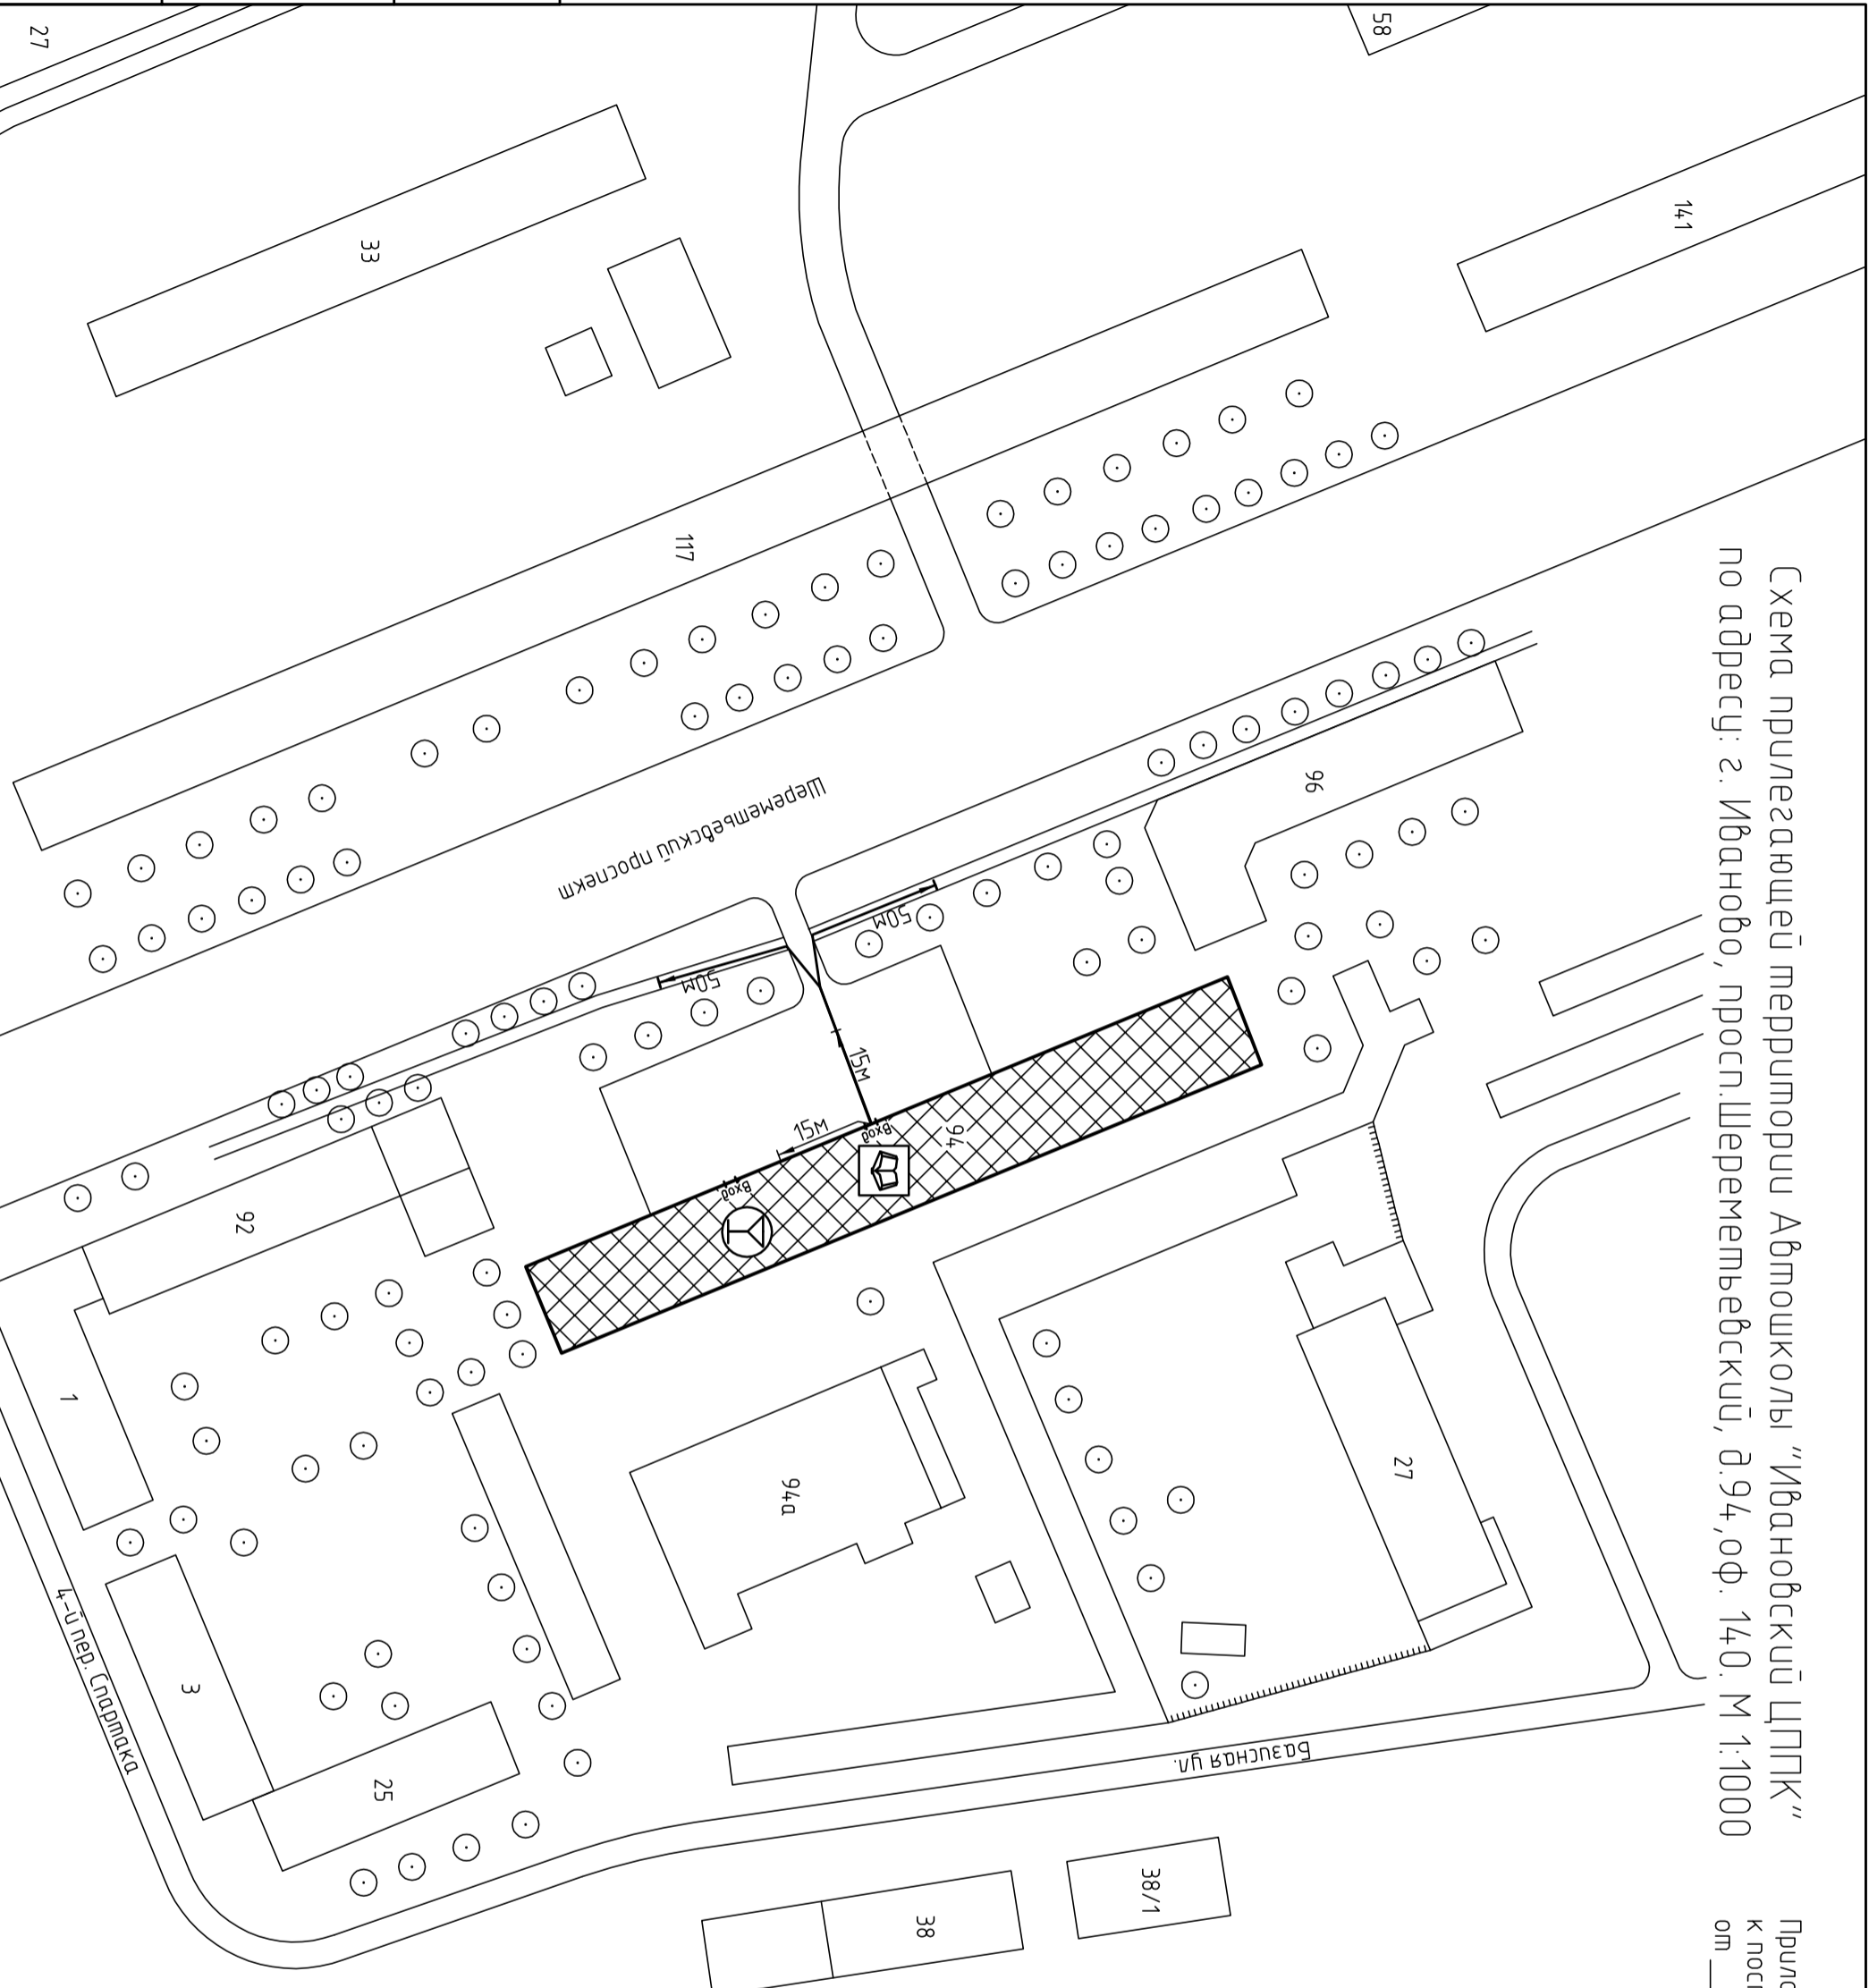 Схема прилегающей территории Автошколы "Ивановский ЦППК"
по адресу: г. Иваново, просп.Шереметьевский, д.94,оф. 140. М 1:1000
от
58
141
27
33
117
96
Шереметьевский проспект
50м
50м
15м
15м
Вход
94
Вход
92
27
94а
1
3
25
4-й пер. Спартака
Базисная ул.
38/1
38